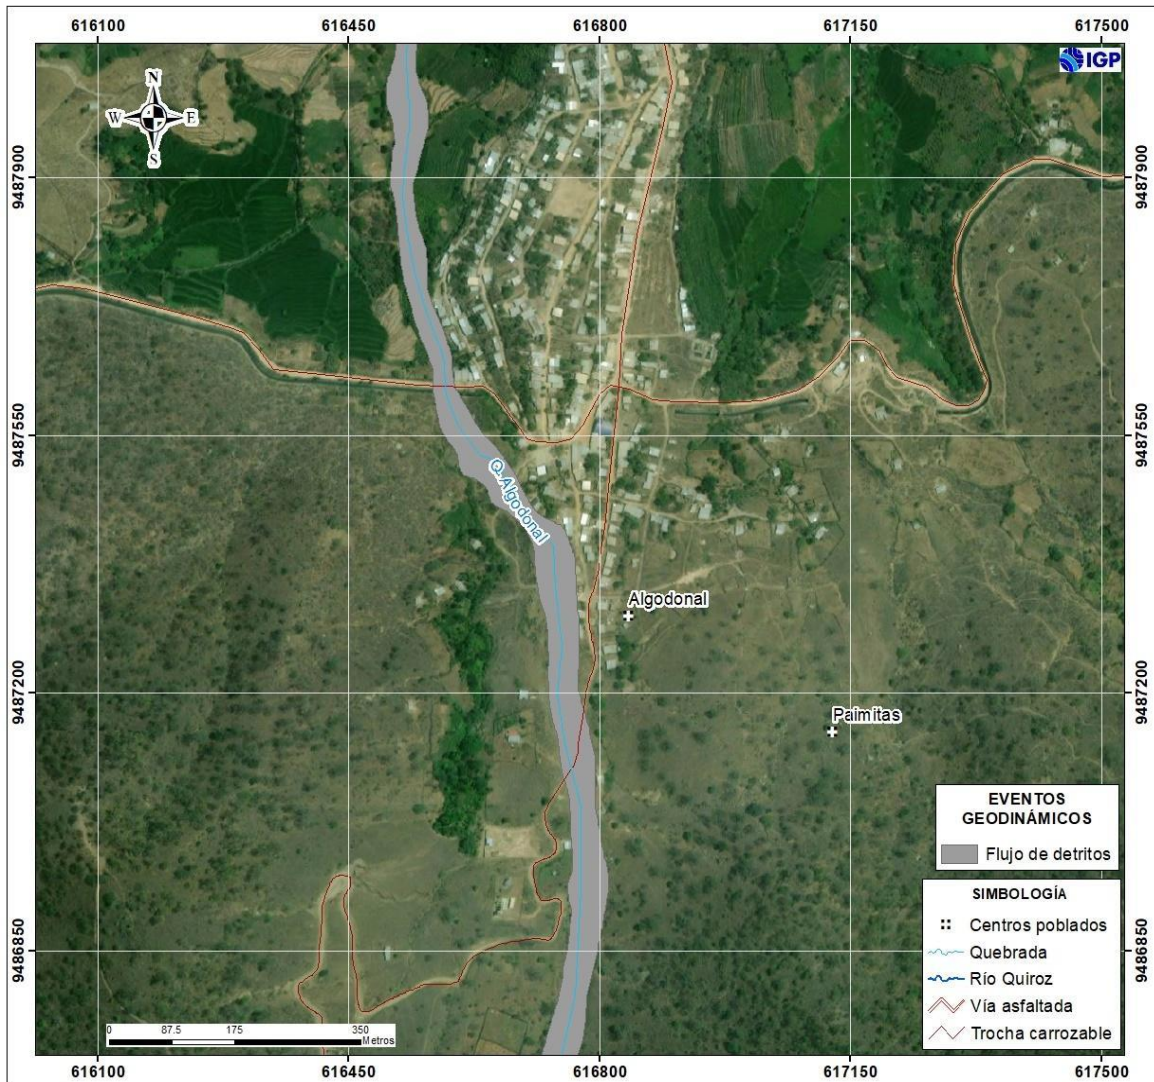 616100 616450 616800 617150 617500
IGP
N
W E
S
9487900 9487900
9487550 9487550
Q. Algodonal
Algodonal
9487200 9487200
Paimitas
EVENTOS
GEODINÁMICOS
Flujo de detritos
SIMBOLOGÍA
Centros poblados
Quebrada
9486850 9486850
Río Quiroz
Vía asfaltada
Trocha carrozable
0 87.5 175 350
Metros
616100 616450 616800 617150 617500